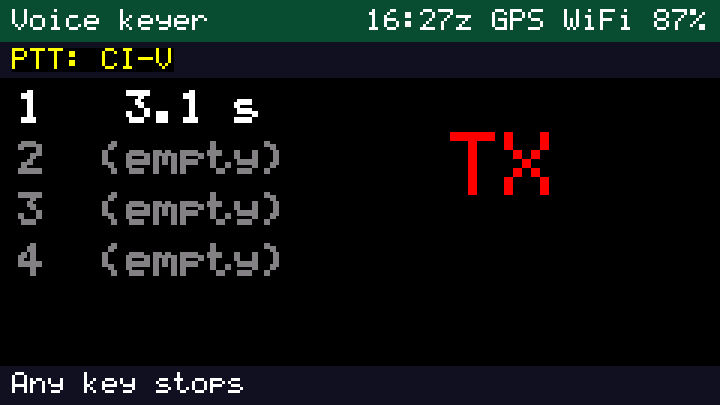 Voice keyer 16:27z GPS WiFi 87%
PTT: CI-V
1 3.1 s
2 (empty)
TX
3 (empty)
4 (empty)
Any key stops